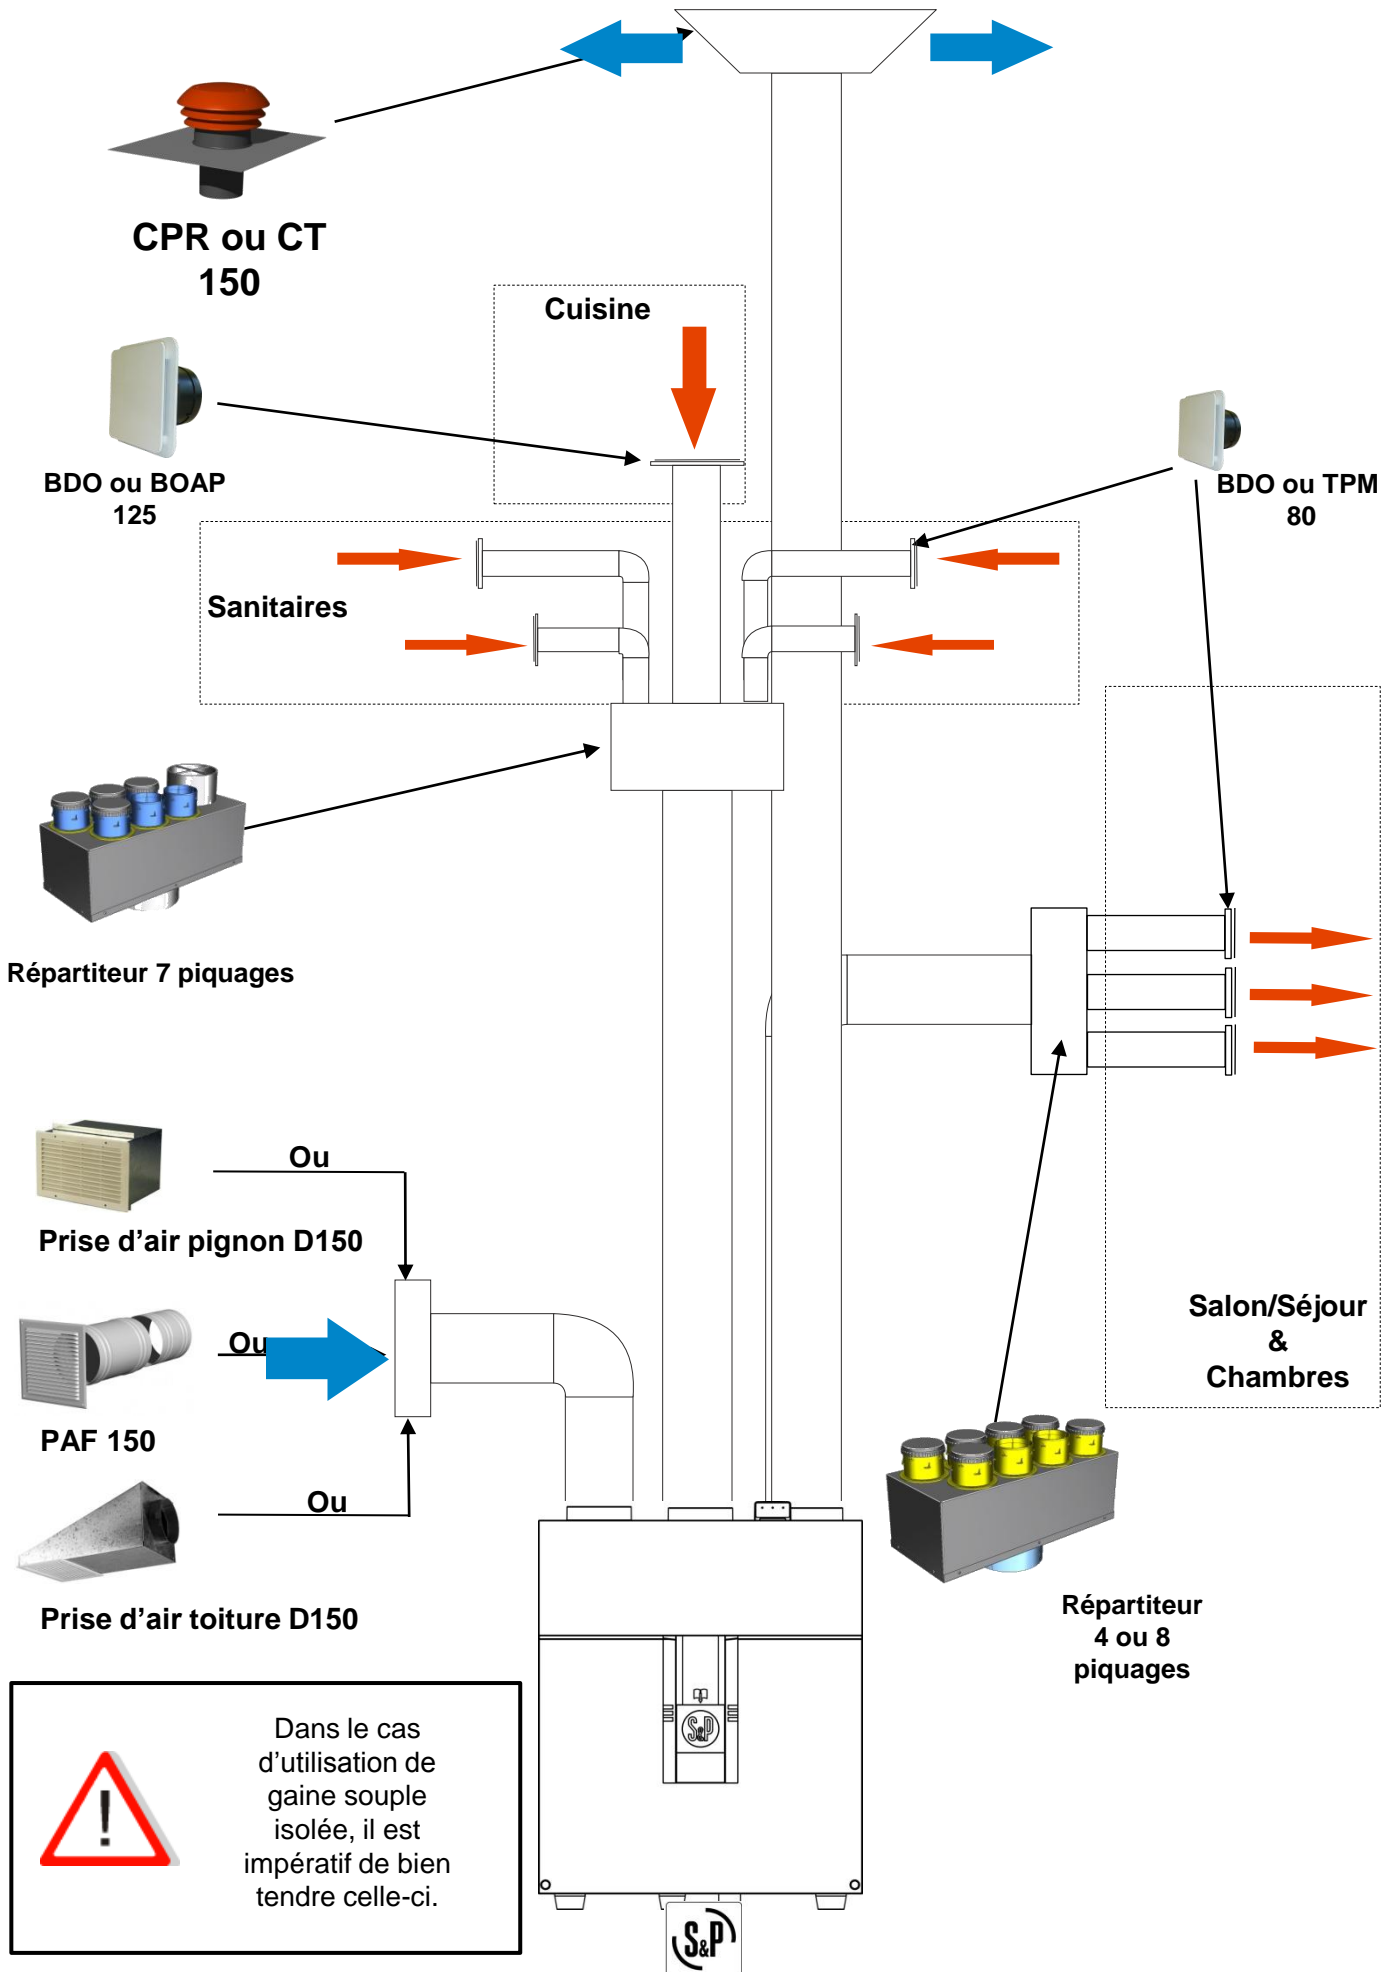 CPR ou CT
150
Cuisine
BDO ou BOAP
125
BDO ou TPM
80
Sanitaires
Répartiteur 7 piquages
Ou
Prise d’air pignon D150
Ou
PAF 150
Ou
Prise d’air toiture D150
Salon/Séjour
&
Chambres
Répartiteur
4 ou 8
piquages
Dans le cas
d’utilisation de
gaine souple
isolée, il est
impératif de bien
tendre celle-ci.
S&P
S&P